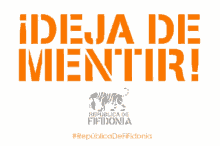 ¡DEJA DE
MENTIR!
REPÚBLICA DE
FIFIDONIA
#RepúblicaDeFifidonia